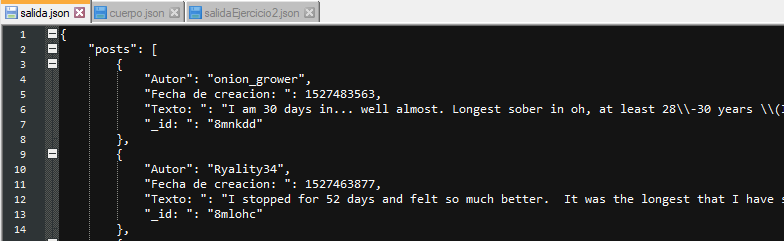 salida.json cuerpo.json salidaEjercicio2.json
1 {
2 "posts": [
3 {
4 "Autor": "onion_grower",
5 "Fecha de creacion: ": 1527483563,
6 "Texto: ": "I am 30 days in... well almost. Longest sober in oh, at least 28\\-30 years \\(
7 "_id: ": "8mnkdd"
8 },
9 {
10 "Autor": "Ryality34",
11 "Fecha de creacion: ": 1527463877,
12 "Texto: ": "I stopped for 52 days and felt so much better.  It was the longest that I have
13 "_id: ": "8mlohc"
14 },